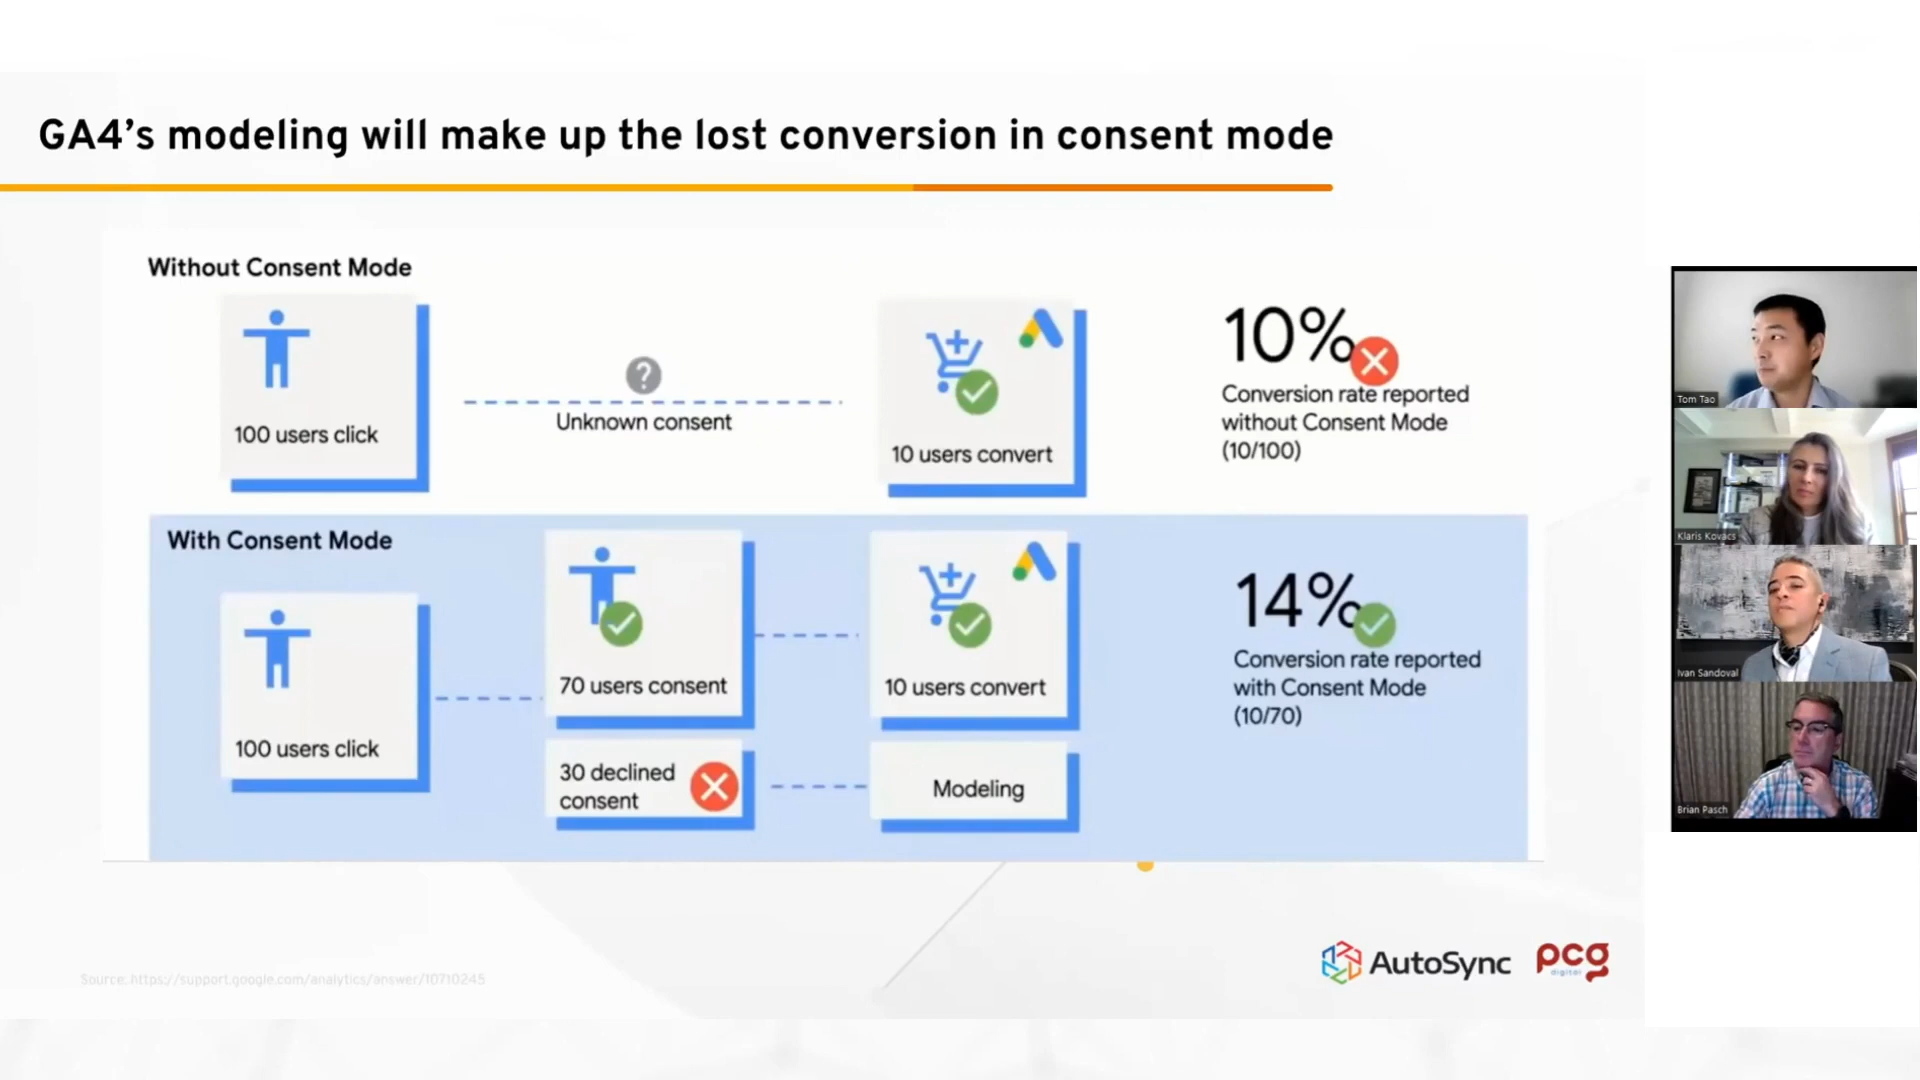 GA4's modeling will make up the lost conversion in consent mode
Without Consent Mode
100 users click
?
Unknown consent
10 users convert
10%
Conversion rate reported
without Consent Mode
(10/100)
With Consent Mode
100 users click
70 users consent
30 declined
consent
10 users convert
Modeling
14%
Conversion rate reported
with Consent Mode
(10/70)
Tom Tao
Klaris Kovacs
Ivan Sandoval
Brian Pasch
Source: https://support.google.com/analytics/answer/10710245
AutoSync
pcg
digital